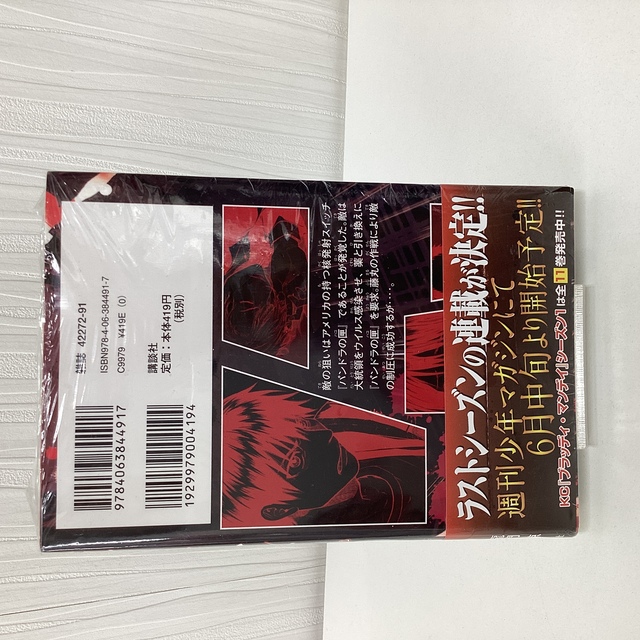 敵の狙いはアメリカの持つ核発射スイッチ
『パンドラの匣』であることが発覚した。敵は
大統領をウイルス感染させ、薬と引き換えに
『パンドラの匣』を要求。藤丸の作戦により敵
の制圧に成功するが…。
雑誌 42272-91
ISBN978-4-06-384491-7
C9979 ¥419E (0)
講談社
定価：本体419円
（税別）
9784063844917
1929979004194
ラストシーズンの連載が決定!!
週刊少年マガジンにて
6月中旬より開始予定!!
KC『ブラッディ・マンデイ』シーズン1は全11巻発売中!!